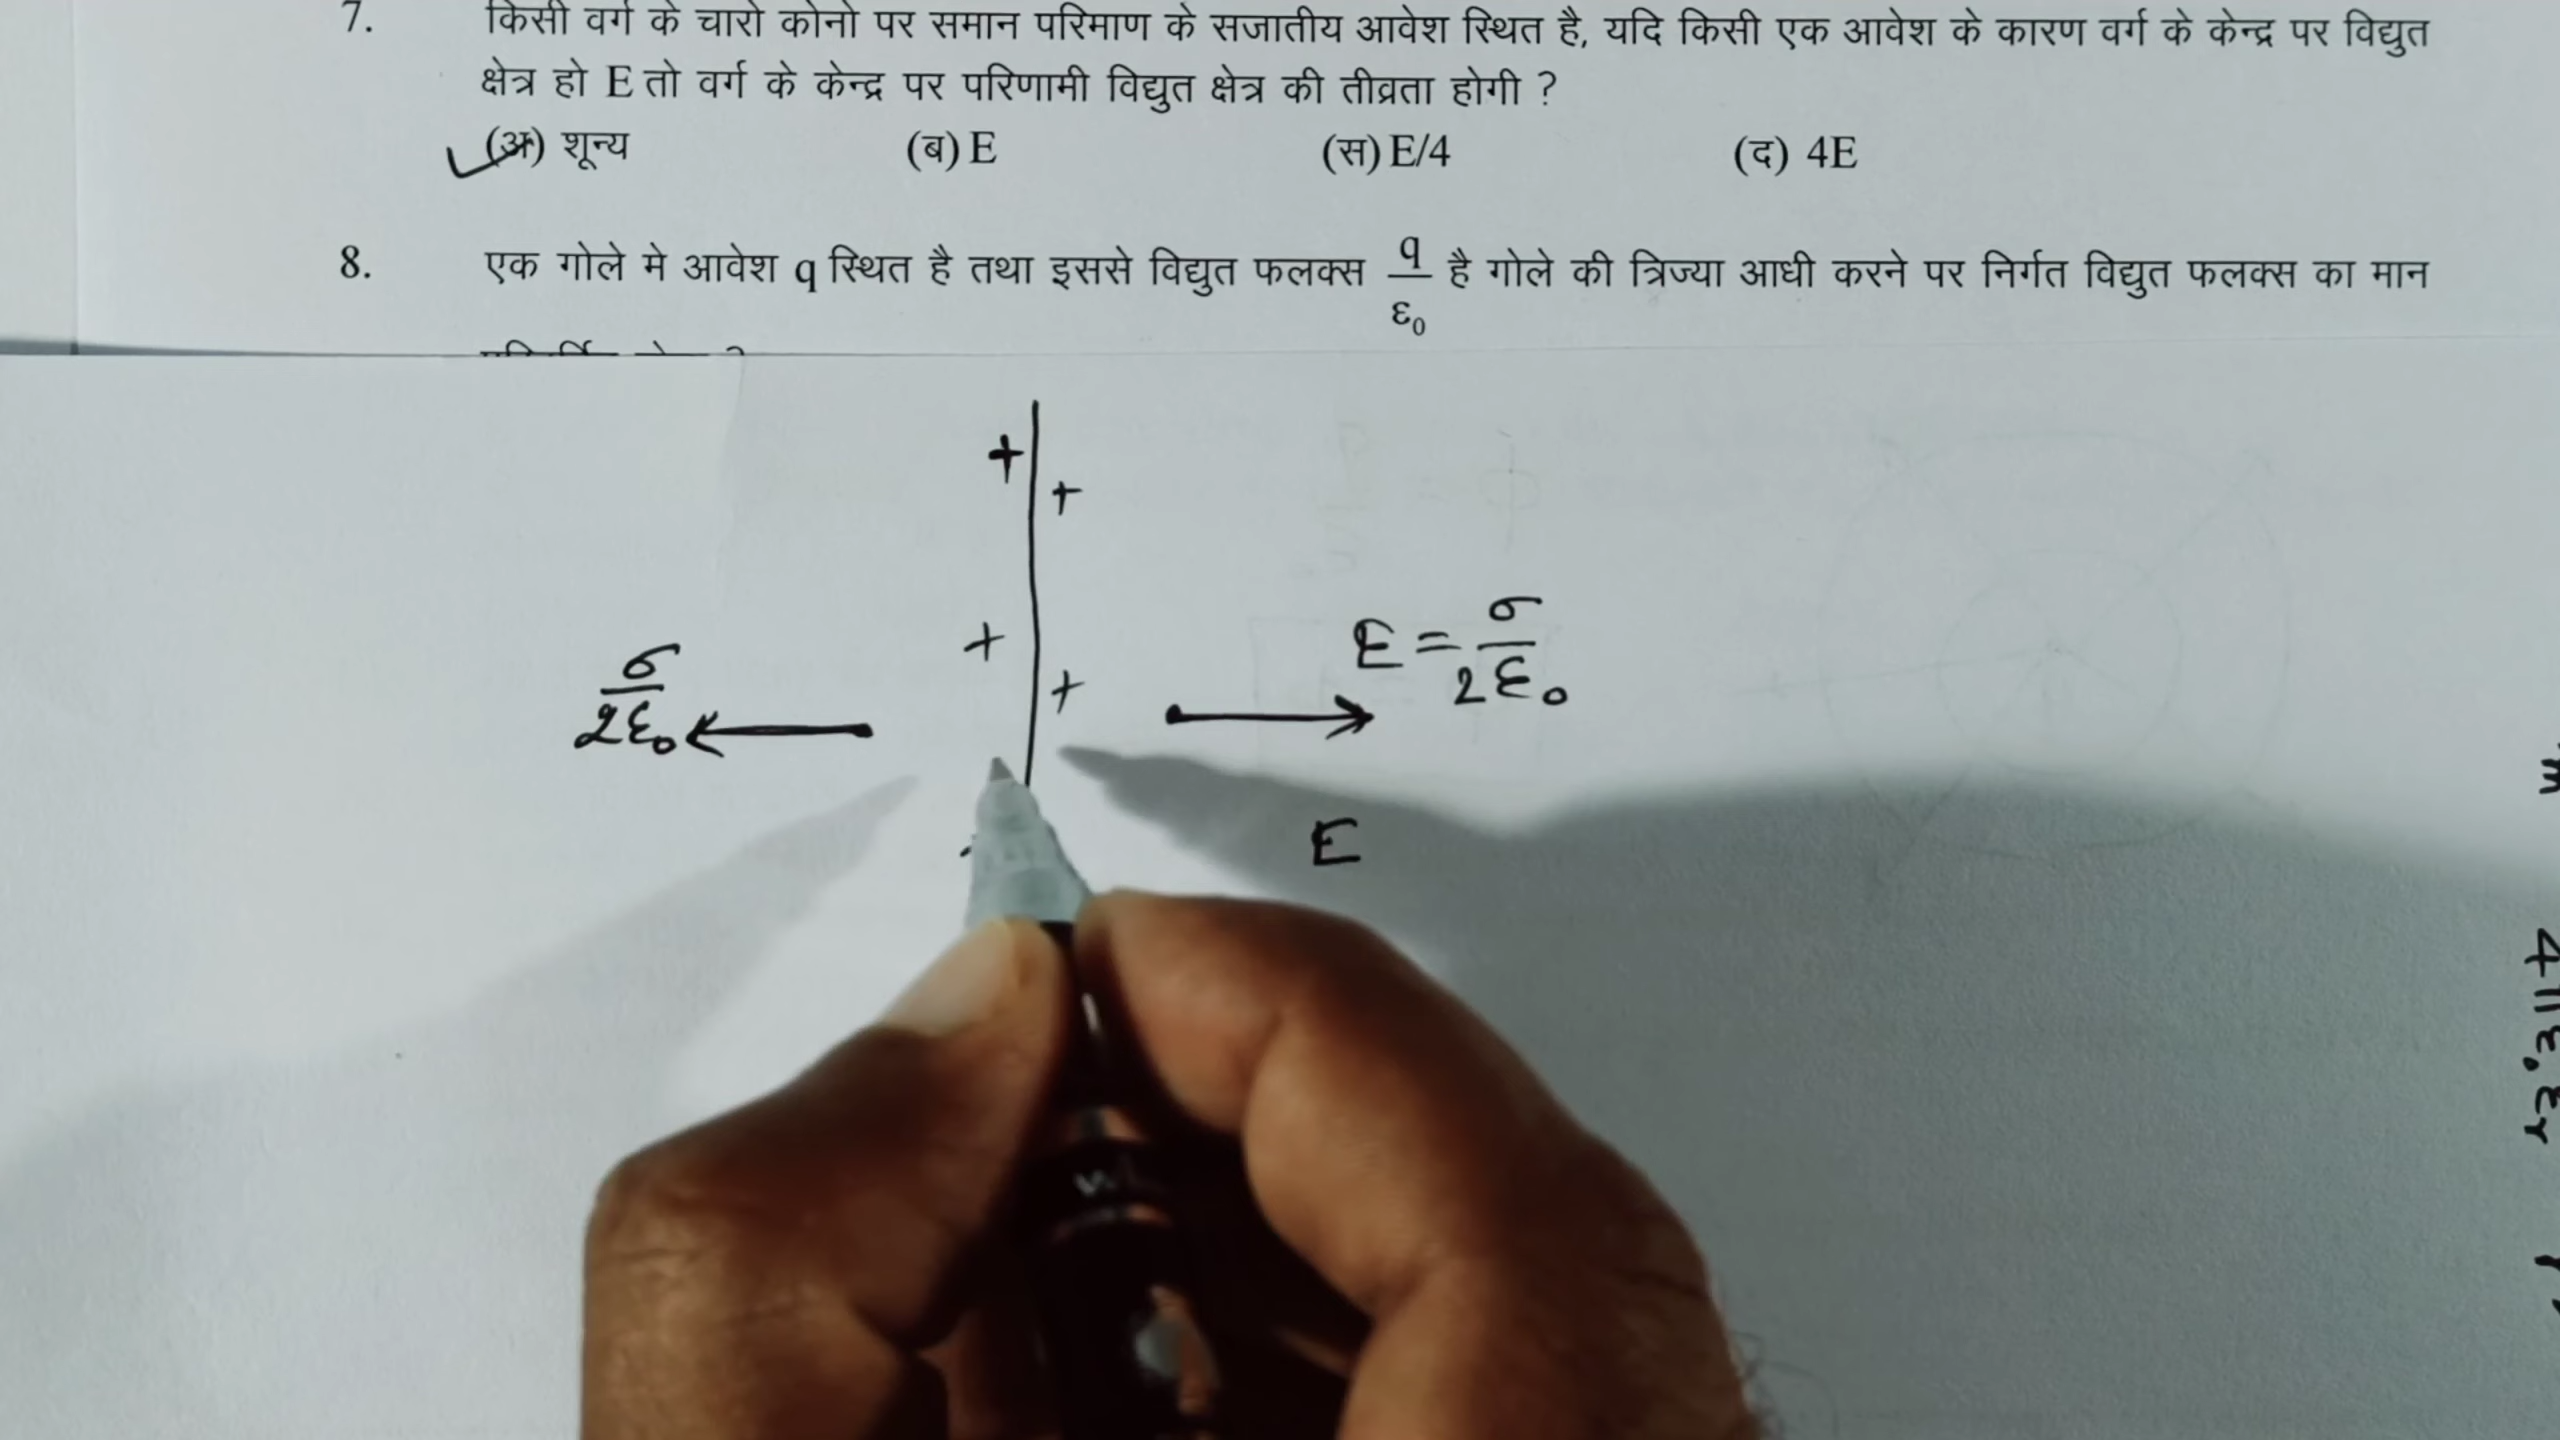 7. किसी वर्ग के चारो कोनो पर समान परिमाण के सजातीय आवेश स्थित है, यदि किसी एक आवेश के कारण वर्ग के केन्द्र पर विद्युत
क्षेत्र हो E तो वर्ग के केन्द्र पर परिणामी विद्युत क्षेत्र की तीव्रता होगी ?
(अ) शून्य (ब) E (स) E/4 (द) 4E
8. एक गोले मे आवेश q स्थित है तथा इससे विद्युत फलक्स q/ε₀ है गोले की त्रिज्या आधी करने पर निर्गत विद्युत फलक्स का मान
+
+
+
+
σ/2ε₀
E = σ/2ε₀
E